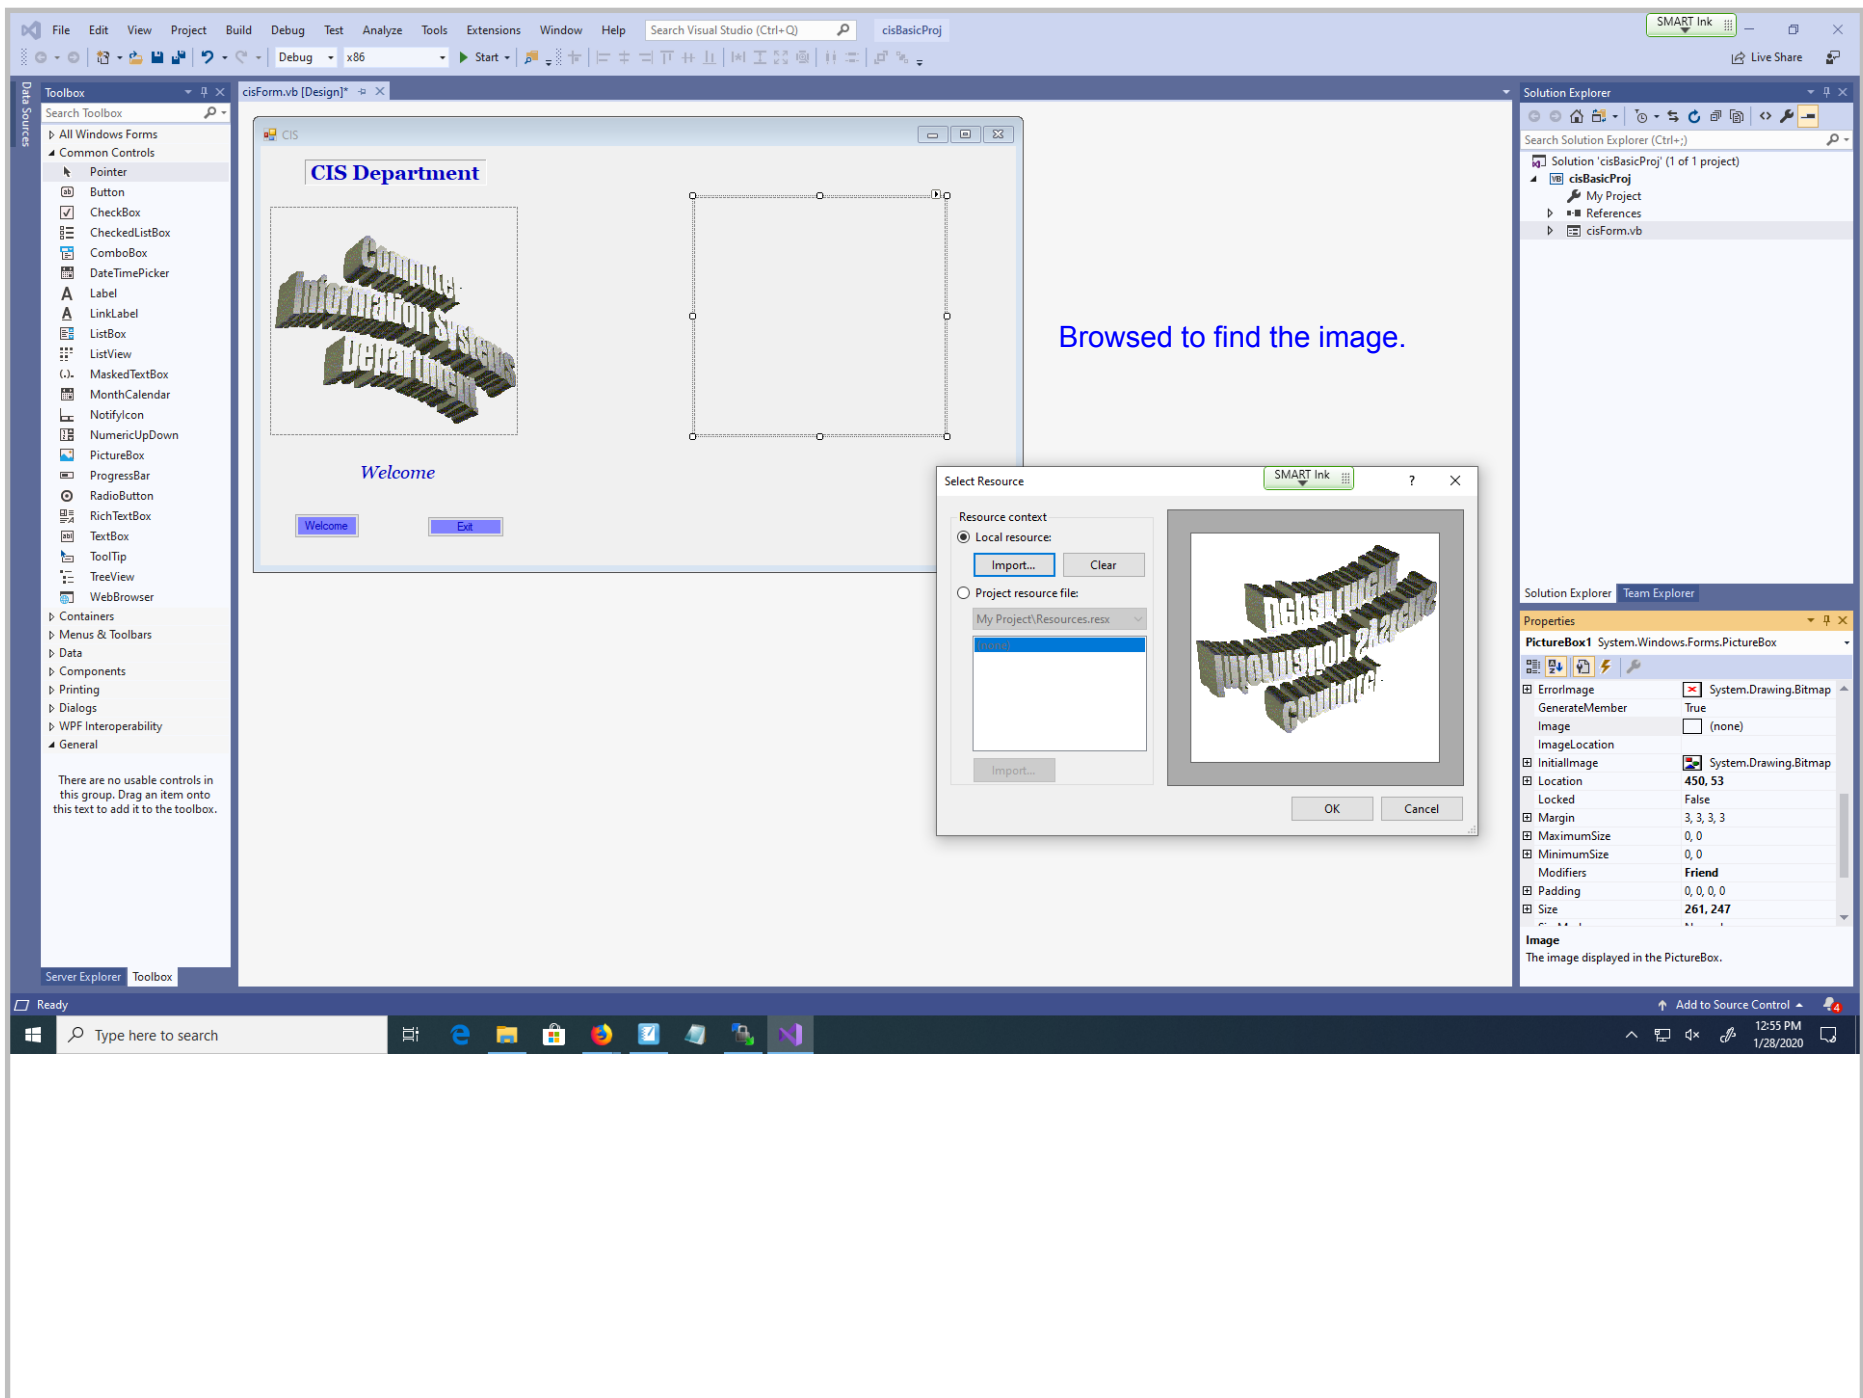 File Edit View Project Build Debug Test Analyze Tools Extensions Window Help Search Visual Studio (Ctrl+Q) cisBasicProj SMART Ink
Debug x86 Start Live Share
Data Sources
Toolbox
Search Toolbox
All Windows Forms
Common Controls
Pointer
Button
CheckBox
CheckedListBox
ComboBox
DateTimePicker
Label
LinkLabel
ListBox
ListView
MaskedTextBox
MonthCalendar
NotifyIcon
NumericUpDown
PictureBox
ProgressBar
RadioButton
RichTextBox
TextBox
ToolTip
TreeView
WebBrowser
Containers
Menus & Toolbars
Data
Components
Printing
Dialogs
WPF Interoperability
General
There are no usable controls in
this group. Drag an item onto
this text to add it to the toolbox.
Server Explorer Toolbox
cisForm.vb [Design]*
CIS
CIS Department
Compute
Information Systems
Department
Welcome
Welcome Exit
Browsed to find the image.
Select Resource SMART Ink ?
Resource context
Local resource:
Import... Clear
Project resource file:
My Project\Resources.resx
(none)
Import...
OK Cancel
Solution Explorer
Search Solution Explorer (Ctrl+;)
Solution 'cisBasicProj' (1 of 1 project)
cisBasicProj
My Project
References
cisForm.vb
Solution Explorer Team Explorer
Properties
PictureBox1 System.Windows.Forms.PictureBox
ErrorImage System.Drawing.Bitmap
GenerateMember True
Image (none)
ImageLocation
InitialImage System.Drawing.Bitmap
Location 450, 53
Locked False
Margin 3, 3, 3, 3
MaximumSize 0, 0
MinimumSize 0, 0
Modifiers Friend
Padding 0, 0, 0, 0
Size 261, 247
Image
The image displayed in the PictureBox.
Ready Add to Source Control 4
Type here to search 12:55 PM
1/28/2020